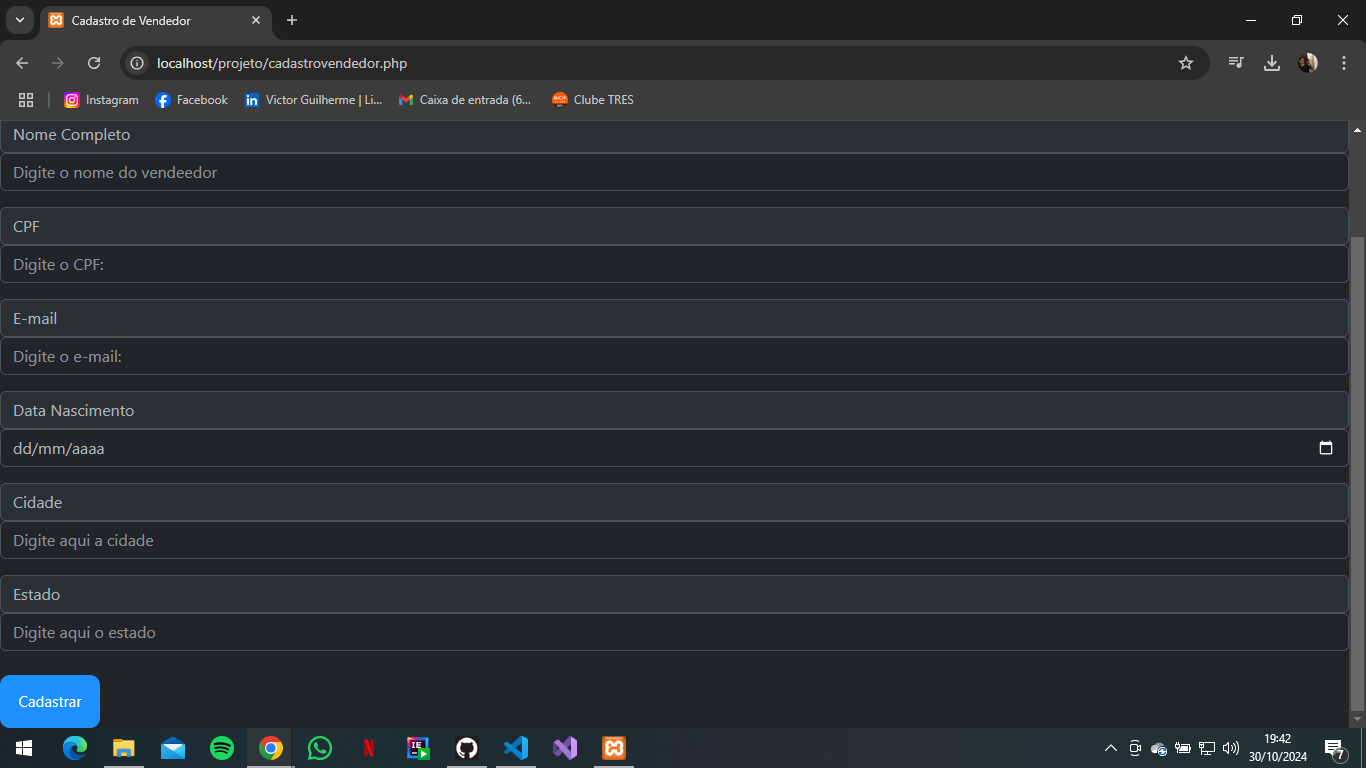 Cadastro de Vendedor
localhost/projeto/cadastrovendedor.php
Instagram
Facebook
Victor Guilherme | Li...
Caixa de entrada (6...
Clube TRES
Nome Completo
Digite o nome do vendeedor
CPF
Digite o CPF:
E-mail
Digite o e-mail:
Data Nascimento
dd/mm/aaaa
Cidade
Digite aqui a cidade
Estado
Digite aqui o estado
Cadastrar
19:42
30/10/2024
7